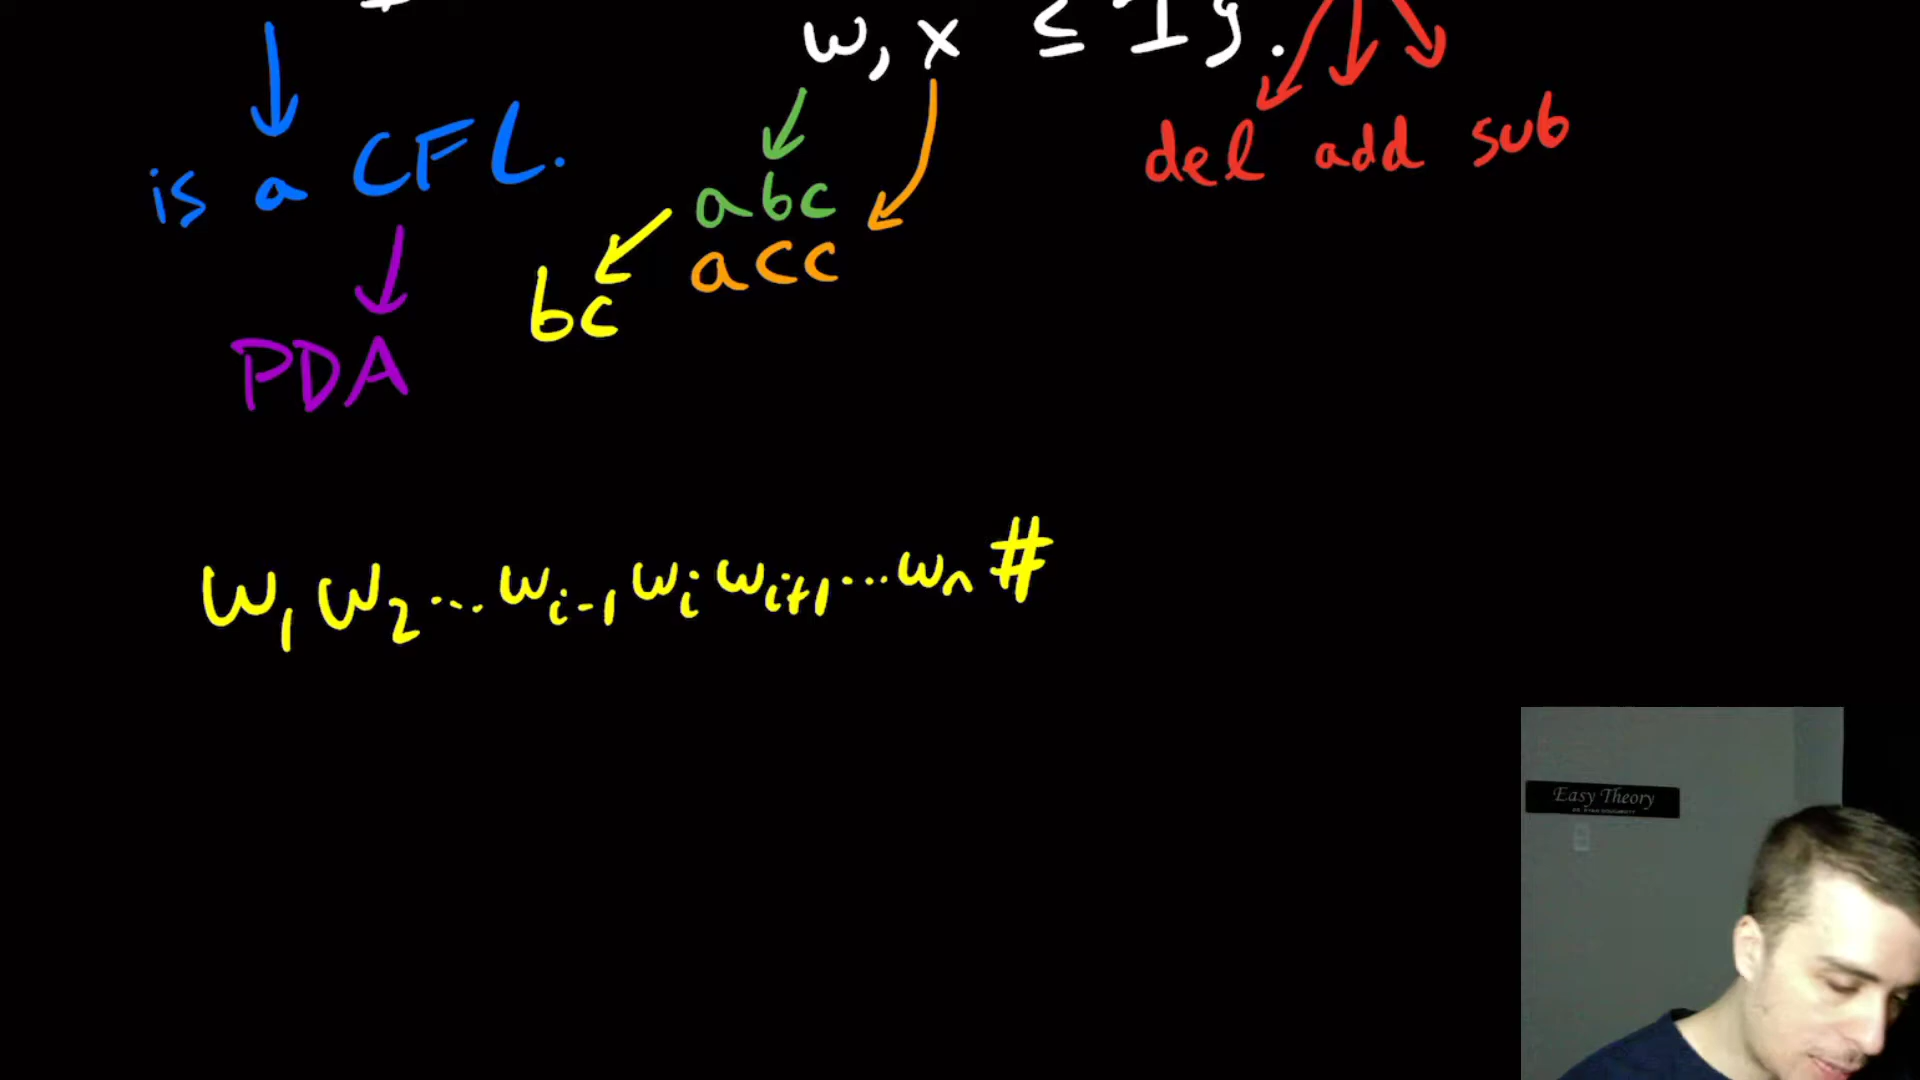 w, x ≤ 1}.
is a CFL.
del add sub
abc
acc
bc
PDA
w₁ w₂ ... wᵢ₋₁ wᵢ wᵢ₊₁ ... wₙ #
Easy Theory